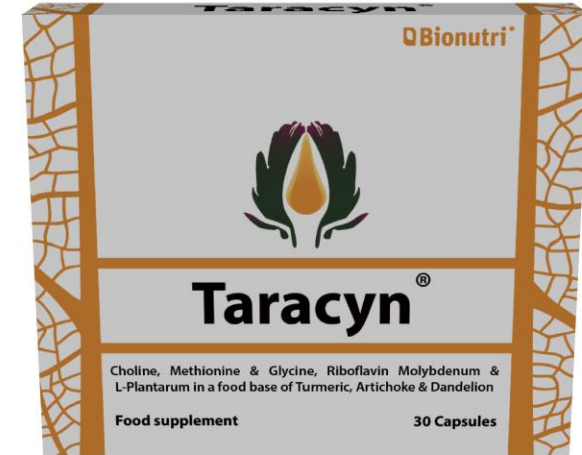 Taracyn®
Bionutri®
Taracyn®
Choline, Methionine & Glycine, Riboflavin Molybdenum &
L-Plantarum in a food base of Turmeric, Artichoke & Dandelion
Food supplement
30 Capsules